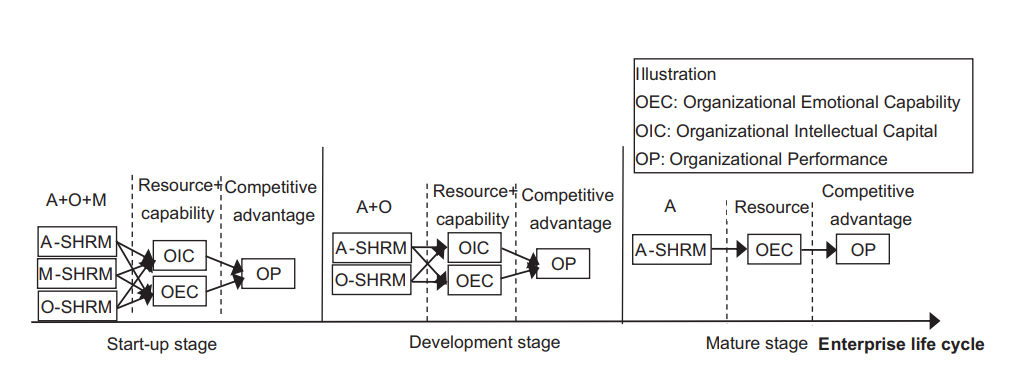 Illustration
OEC: Organizational Emotional Capability
OIC: Organizational Intellectual Capital
OP: Organizational Performance
A+O+M
Resource+
capability
Competitive
advantage
A-SHRM
M-SHRM
O-SHRM
OIC
OEC
OP
Start-up stage
A+O
Resource+
capability
Competitive
advantage
A-SHRM
O-SHRM
OIC
OEC
OP
Development stage
A
Resource
Competitive
advantage
A-SHRM
OEC
OP
Mature stage
Enterprise life cycle